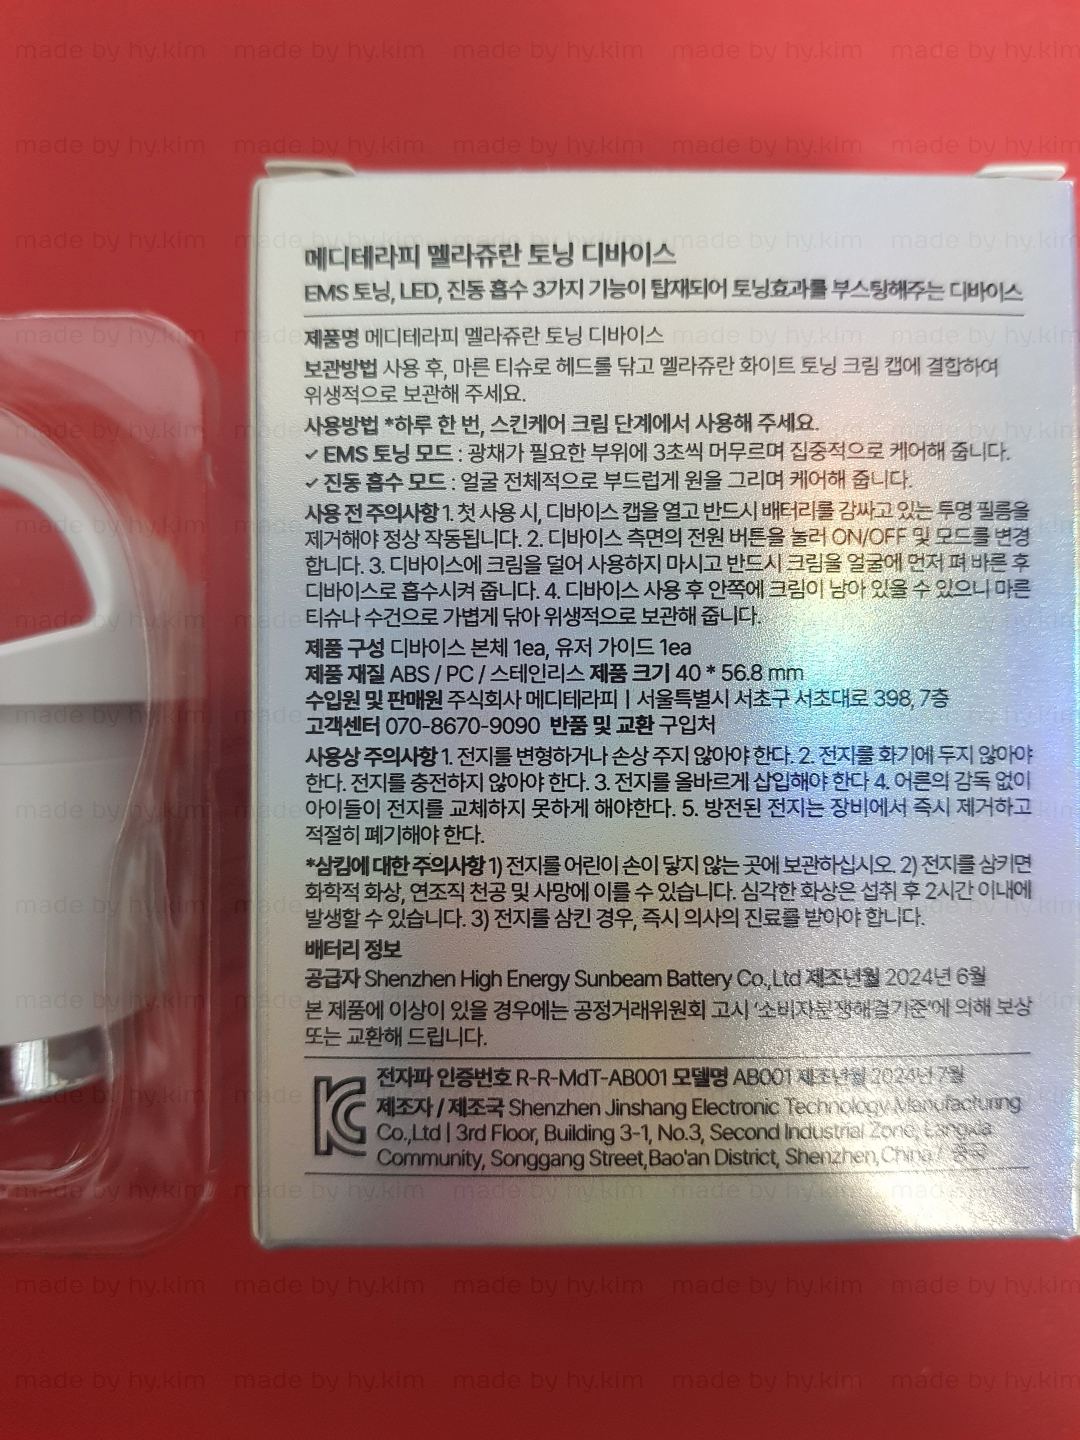 메디테라피 멜라쥬란 토닝 디바이스
EMS 토닝, LED, 진동 흡수 3가지 기능이 탑재되어 토닝효과를 부스팅해주는 디바이스
제품명 메디테라피 멜라쥬란 토닝 디바이스
보관방법 사용 후, 마른 티슈로 헤드를 닦고 멜라쥬란 화이트 토닝 크림 캡에 결합하여
위생적으로 보관해 주세요.
사용방법 *하루 한 번, 스킨케어 크림 단계에서 사용해 주세요.
✓ EMS 토닝 모드 : 광채가 필요한 부위에 3초씩 머무르며 집중적으로 케어해 줍니다.
✓ 진동 흡수 모드 : 얼굴 전체적으로 부드럽게 원을 그리며 케어해 줍니다.
사용 전 주의사항 1. 첫 사용 시, 디바이스 캡을 열고 반드시 배터리를 감싸고 있는 투명 필름을
제거해야 정상 작동됩니다. 2. 디바이스 측면의 전원 버튼을 눌러 ON/OFF 및 모드를 변경
합니다. 3. 디바이스에 크림을 덜어 사용하지 마시고 반드시 크림을 얼굴에 먼저 펴 바른 후
디바이스로 흡수시켜 줍니다. 4. 디바이스 사용 후 안쪽에 크림이 남아 있을 수 있으니 마른
티슈나 수건으로 가볍게 닦아 위생적으로 보관해 줍니다.
제품 구성 디바이스 본체 1ea, 유저 가이드 1ea
제품 재질 ABS / PC / 스테인리스 제품 크기 40 * 56.8 mm
수입원 및 판매원 주식회사 메디테라피 | 서울특별시 서초구 서초대로 398, 7층
고객센터 070-8670-9090 반품 및 교환 구입처
사용상 주의사항 1. 전지를 변형하거나 손상 주지 않아야 한다. 2. 전지를 화기에 두지 않아야
한다. 전지를 충전하지 않아야 한다. 3. 전지를 올바르게 삽입해야 한다 4. 어른의 감독 없이
아이들이 전지를 교체하지 못하게 해야한다. 5. 방전된 전지는 장비에서 즉시 제거하고
적절히 폐기해야 한다.
*삼킴에 대한 주의사항 1) 전지를 어린이 손이 닿지 않는 곳에 보관하십시오. 2) 전지를 삼키면
화학적 화상, 연조직 천공 및 사망에 이를 수 있습니다. 심각한 화상은 섭취 후 2시간 이내에
발생할 수 있습니다. 3) 전지를 삼킨 경우, 즉시 의사의 진료를 받아야 합니다.
배터리 정보
공급자 Shenzhen High Energy Sunbeam Battery Co.,Ltd 제조년월 2024년 6월
본 제품에 이상이 있을 경우에는 공정거래위원회 고시 '소비자분쟁해결기준'에 의해 보상
또는 교환해 드립니다.
전자파 인증번호 R-R-MdT-AB001 모델명 AB001 제조년월 2024년 7월
제조자 / 제조국 Shenzhen Jinshang Electronic Technology Manufacturing
Co.,Ltd | 3rd Floor, Building 3-1, No.3, Second Industrial Zone, Langxia
Community, Songgang Street,Bao'an District, Shenzhen,China / 중국